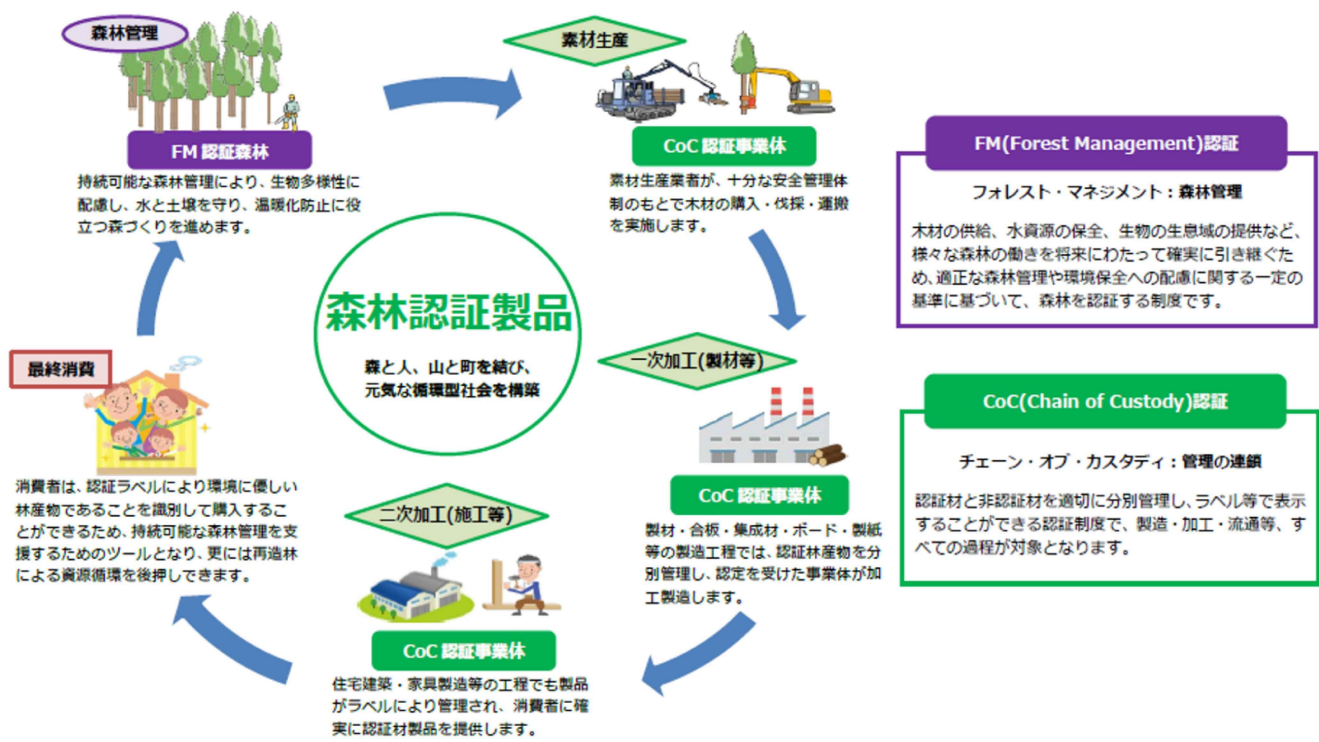 森林管理
FM 認証森林
持続可能な森林管理により、生物多様性に
配慮し、水と土壌を守り、温暖化防止に役
立つ森づくりを進めます。
素材生産
CoC 認証事業体
素材生産業者が、十分な安全管理体
制のもとで木材の購入・伐採・運搬
を実施します。
一次加工(製材等)
CoC 認証事業体
製材・合板・集成材・ボード・製紙
等の製造工程では、認証林産物を分
別管理し、認定を受けた事業体が加
工製造します。
二次加工(施工等)
CoC 認証事業体
住宅建築・家具製造等の工程でも製品
がラベルにより管理され、消費者に確
実に認証材製品を提供します。
最終消費
消費者は、認証ラベルにより環境に優しい
林産物であることを識別して購入するこ
とができるため、持続可能な森林管理を支
援するためのツールとなり、更には再造林
による資源循環を後押しできます。
森林認証製品
森と人、山と町を結び、
元気な循環型社会を構築
FM(Forest Management)認証
フォレスト・マネジメント：森林管理
木材の供給、水資源の保全、生物の生息域の提供など、
様々な森林の働きを将来にわたって確実に引き継ぐた
め、適正な森林管理や環境保全への配慮に関する一定の
基準に基づいて、森林を認証する制度です。
CoC(Chain of Custody)認証
チェーン・オブ・カスタディ：管理の連鎖
認証材と非認証材を適切に分別管理し、ラベル等で表示
することができる認証制度で、製造・加工・流通等、す
べての過程が対象となります。